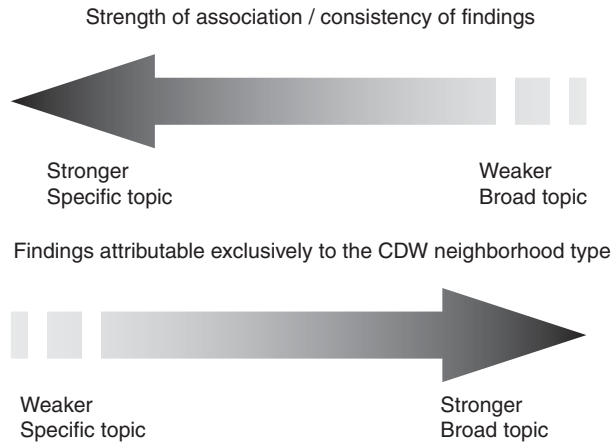 Strength of association / consistency of findings
Stronger
Specific topic
Weaker
Broad topic
Findings attributable exclusively to the CDW neighborhood type
Weaker
Specific topic
Stronger
Broad topic